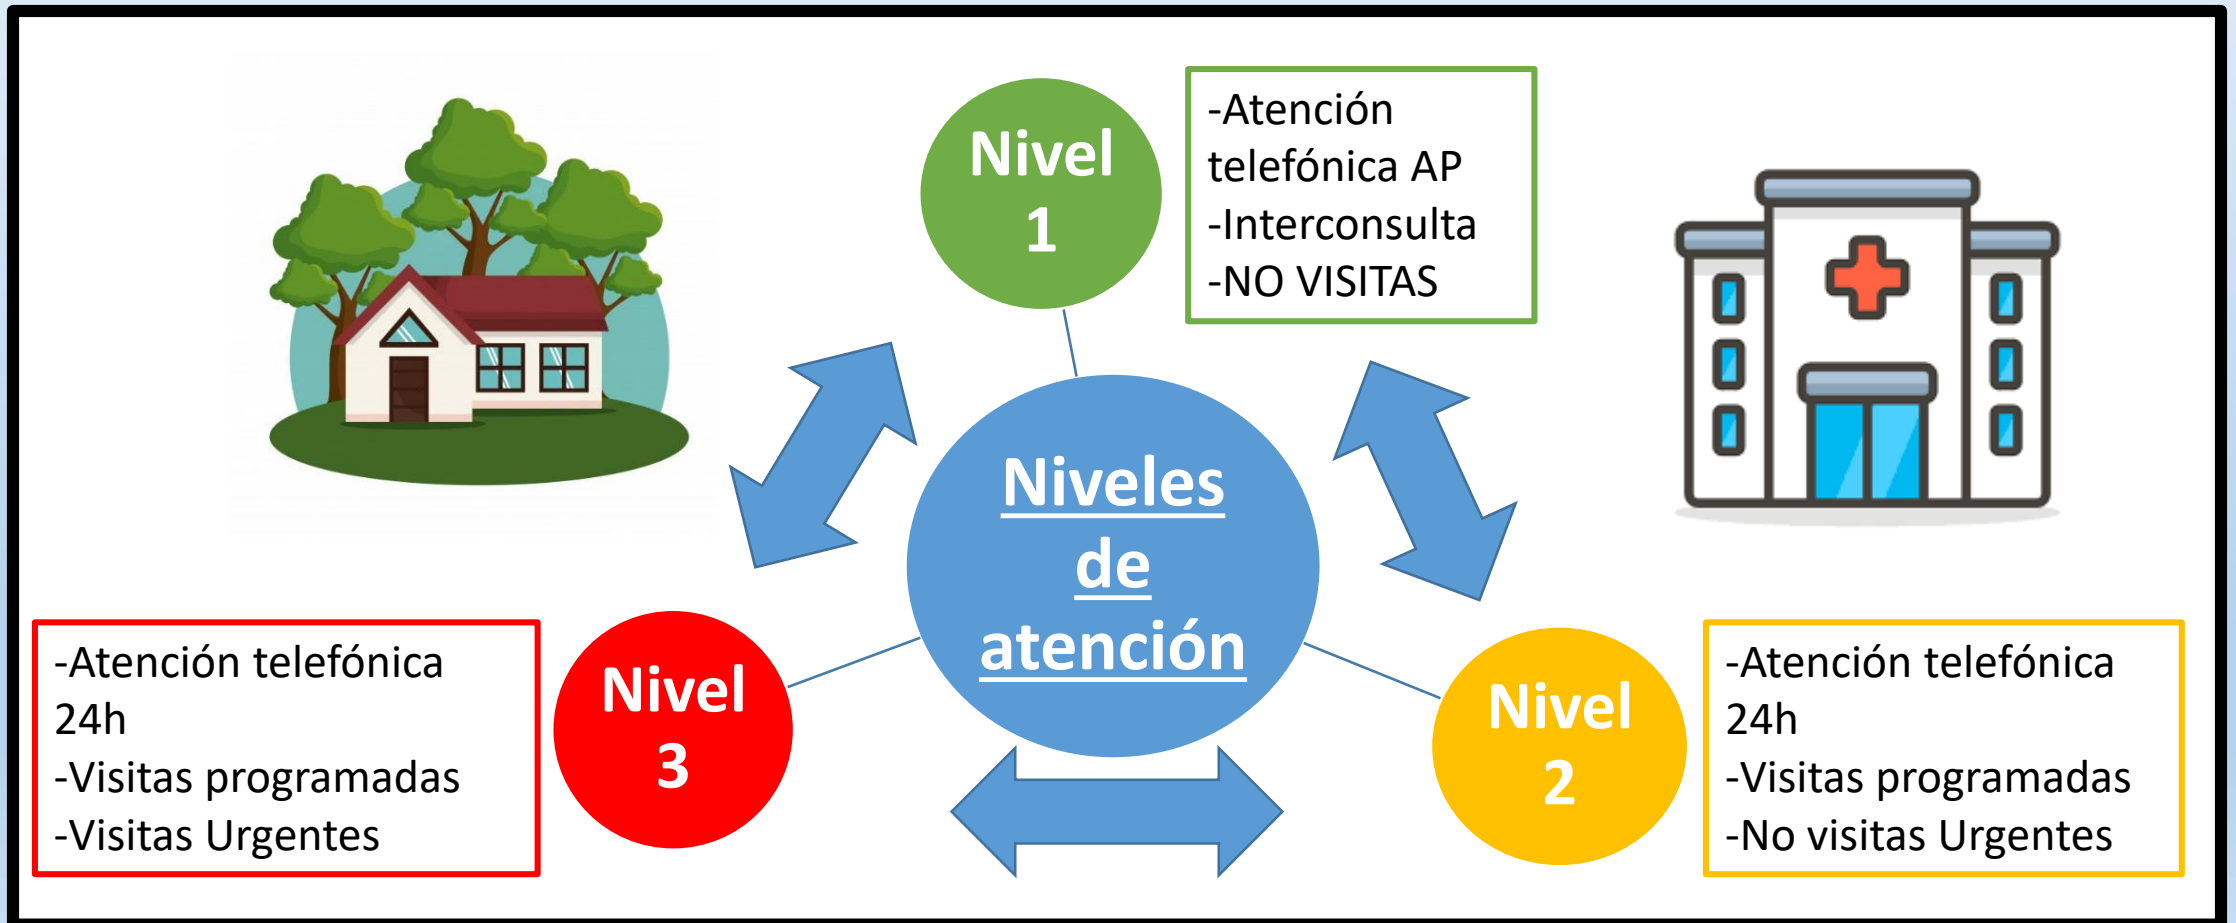 Nivel
1
-Atención
telefónica AP
-Interconsulta
-NO VISITAS
Niveles
de
atención
-Atención telefónica
24h
-Visitas programadas
-Visitas Urgentes
Nivel
3
Nivel
2
-Atención telefónica
24h
-Visitas programadas
-No visitas Urgentes